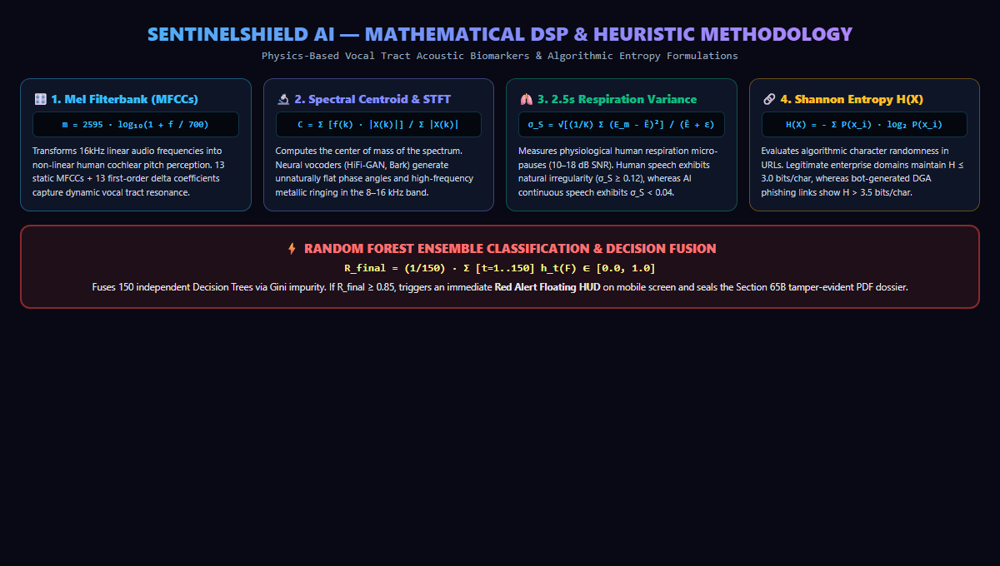 SENTINELSHIELD AI — MATHEMATICAL DSP & HEURISTIC METHODOLOGY
Physics-Based Vocal Tract Acoustic Biomarkers & Algorithmic Entropy Formulations
🎛️ 1. Mel Filterbank (MFCCs)
m = 2595 · log₁₀(1 + f / 700)
Transforms 16kHz linear audio frequencies into
non-linear human cochlear pitch perception. 13
static MFCCs + 13 first-order delta coefficients
capture dynamic vocal tract resonance.
🔬 2. Spectral Centroid & STFT
C = Σ [f(k) · |X(k)|] / Σ |X(k)|
Computes the center of mass of the spectrum.
Neural vocoders (HiFi-GAN, Bark) generate
unnaturally flat phase angles and high-frequency
metallic ringing in the 8–16 kHz band.
🫁 3. 2.5s Respiration Variance
σ_S = √[(1/K) Σ (E_m - Ē)²] / (Ē + ε)
Measures physiological human respiration micro-
pauses (10–18 dB SNR). Human speech exhibits
natural irregularity (σ_S ≥ 0.12), whereas AI
continuous speech exhibits σ_S < 0.04.
🔗 4. Shannon Entropy H(X)
H(X) = - Σ P(x_i) · log₂ P(x_i)
Evaluates algorithmic character randomness in
URLs. Legitimate enterprise domains maintain H ≤
3.0 bits/char, whereas bot-generated DGA
phishing links show H > 3.5 bits/char.
⚡ RANDOM FOREST ENSEMBLE CLASSIFICATION & DECISION FUSION
R_final = (1/150) · Σ [t=1..150] h_t(F) ∈ [0.0, 1.0]
Fuses 150 independent Decision Trees via Gini impurity. If R_final ≥ 0.85, triggers an immediate Red Alert Floating HUD on mobile screen and seals the Section 65B tamper-evident PDF dossier.